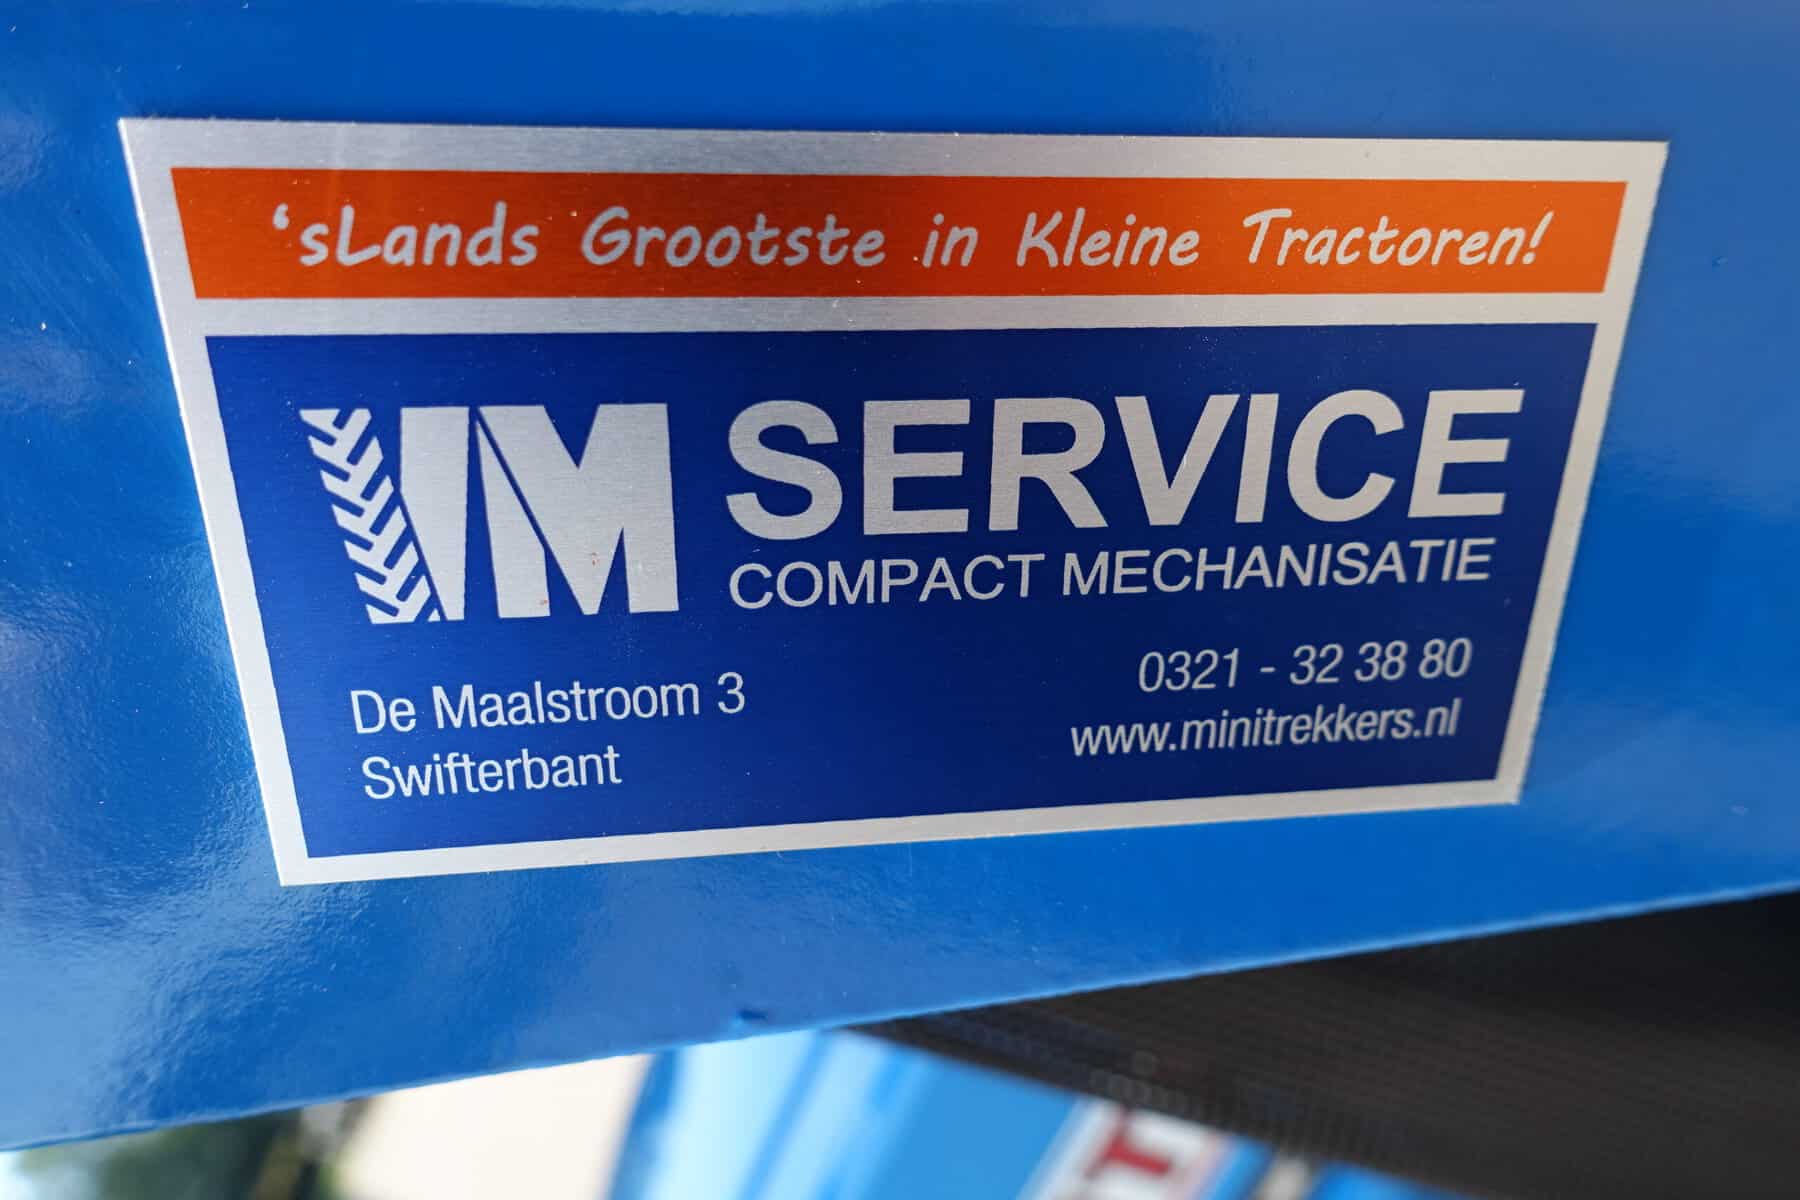 ‘sLands Grootste in Kleine Tractoren!
VM SERVICE
COMPACT MECHANISATIE
De Maalstroom 3
Swifterbant
0321 - 32 38 80
www.minitrekkers.nl